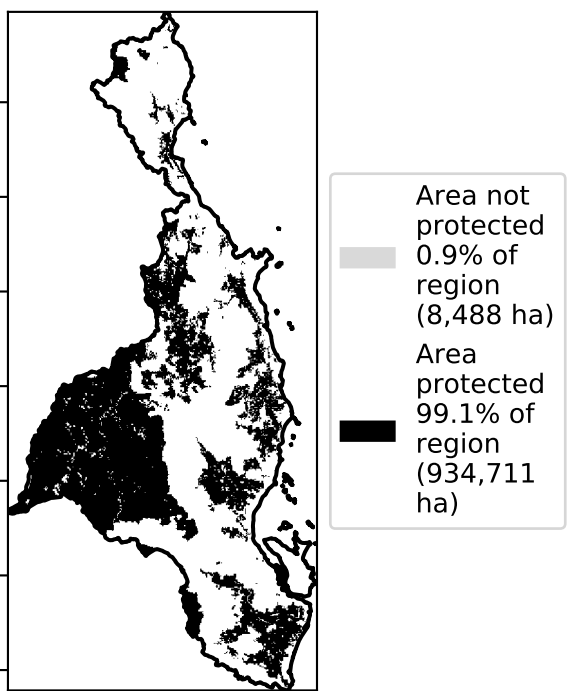 Area not
protected
0.9% of
region
(8,488 ha)
Area
protected
99.1% of
region
(934,711
ha)